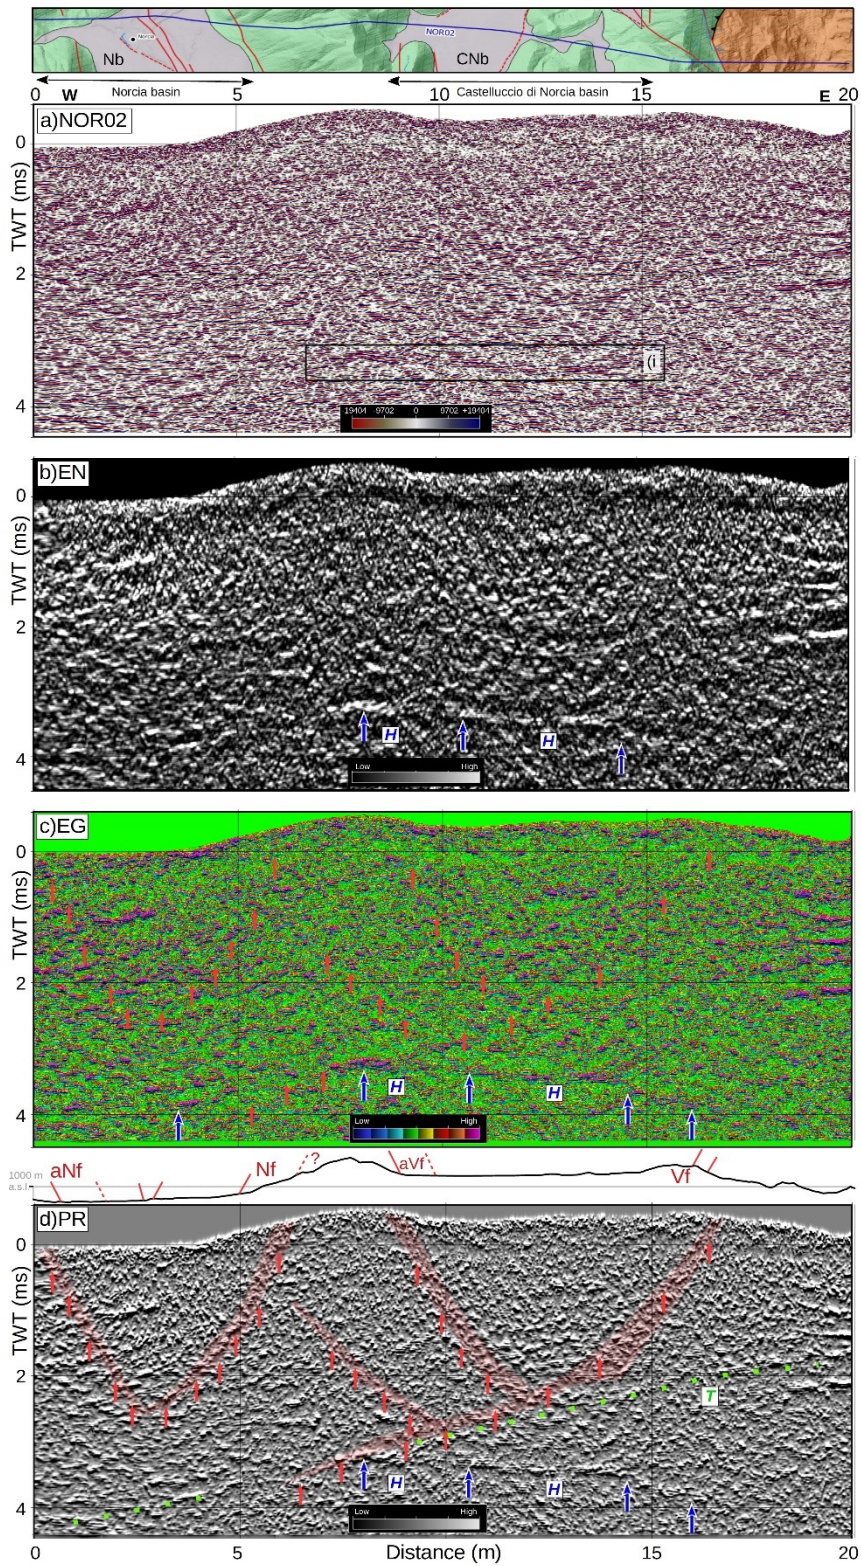 Norcia
NOR02
Nb
CNb
0 5 10 15 20
W Norcia basin Castelluccio di Norcia basin E
a)NOR02
0
TWT (ms)
2
(i
4
19404 9702 0 9702 +19404
b)EN
0
TWT (ms)
2
H H
4
Low High
c)EG
0
TWT (ms)
2
H H
4
Low High
1000 m
a.s.l.
aNf Nf ? aVf Vf
d)PR
0
TWT (ms)
2
T
H H
4
Low High
0 5 Distance (m) 15 20